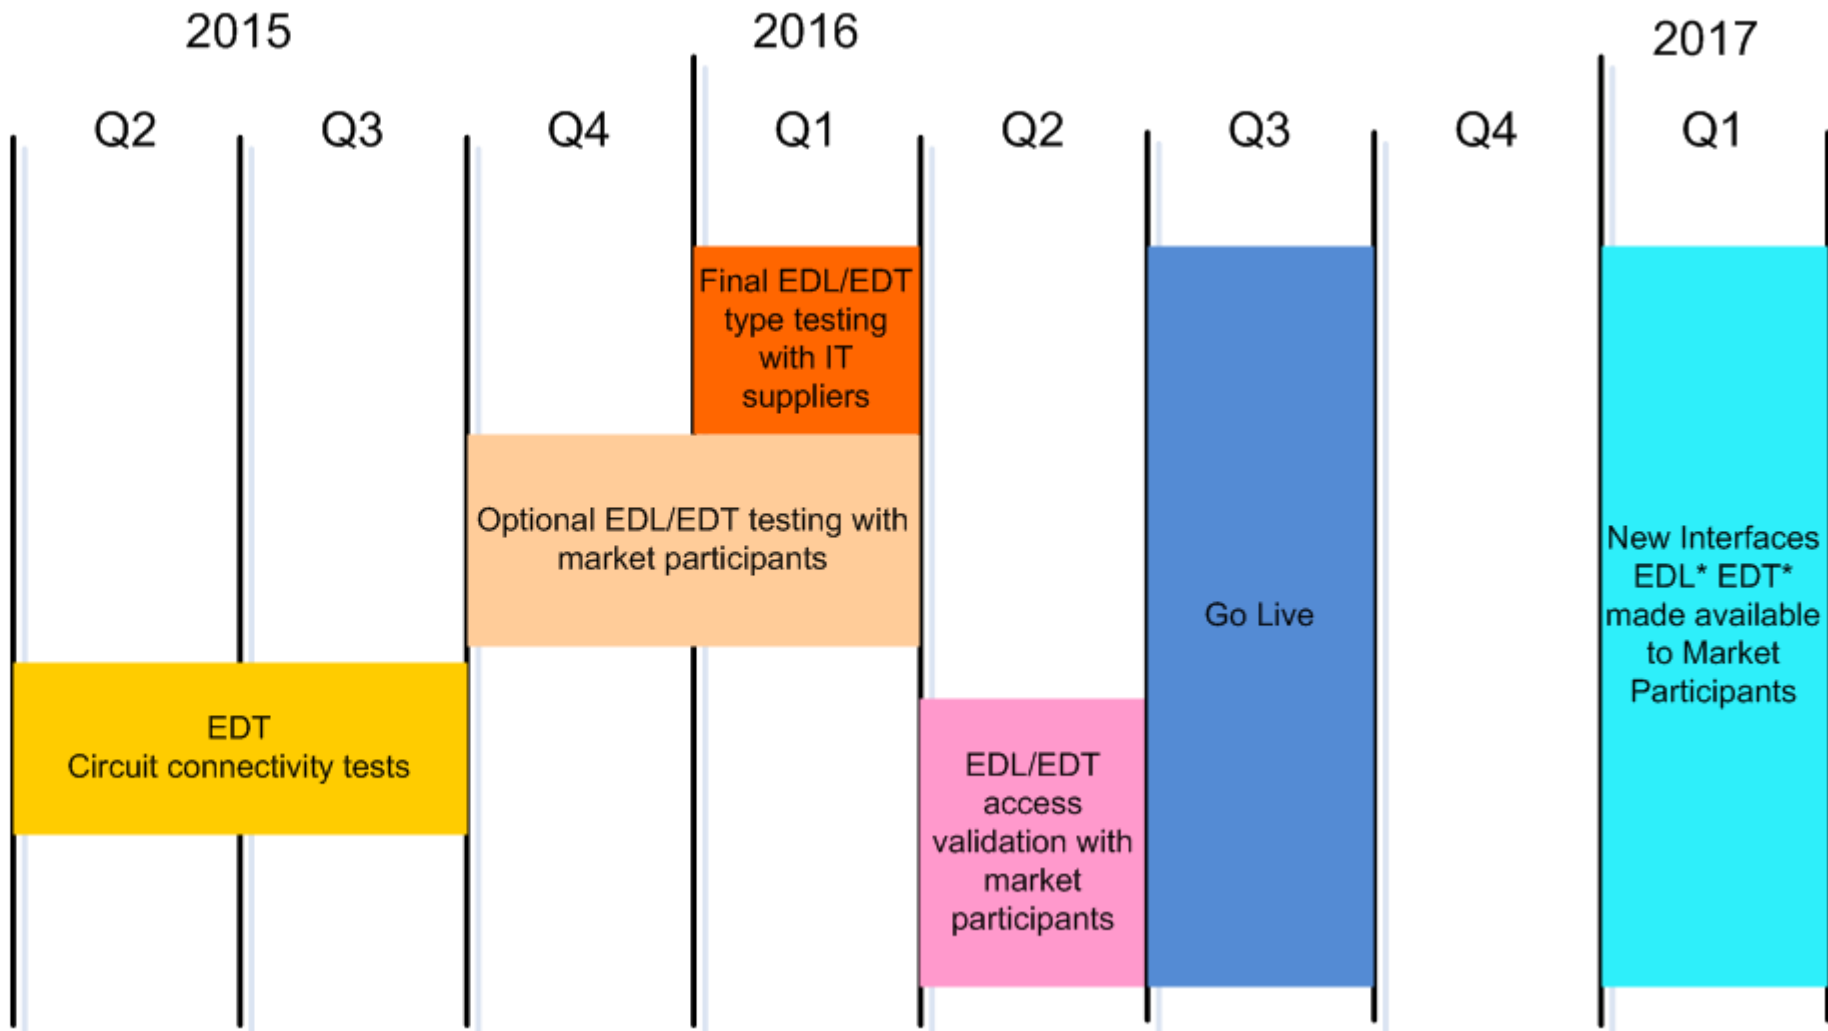 2015
2016
2017
Q2
Q3
Q4
Q1
Q2
Q3
Q4
Q1
Final EDL/EDT
type testing
with IT
suppliers
Optional EDL/EDT testing with
market participants
EDT
Circuit connectivity tests
EDL/EDT
access
validation with
market
participants
Go Live
New Interfaces
EDL* EDT*
made available
to Market
Participants